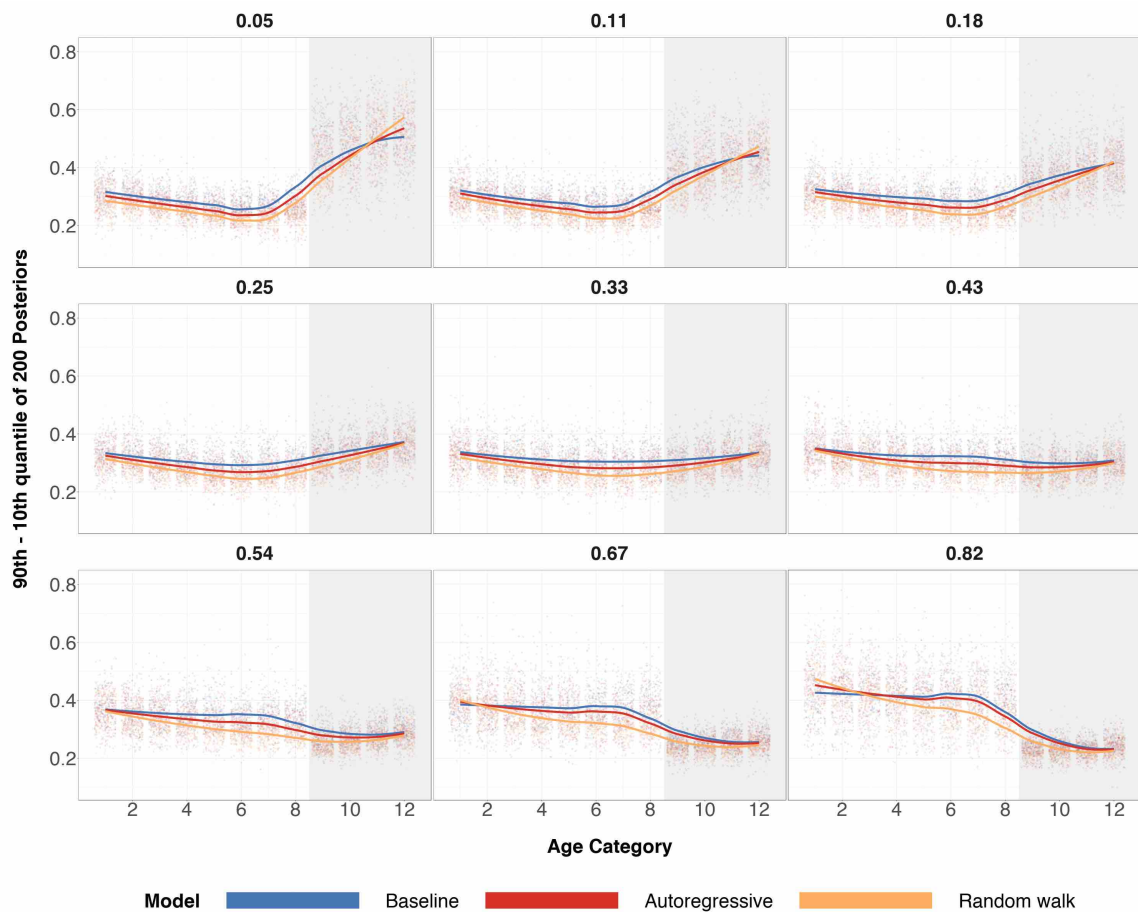 0.05 0.11 0.18
0.8
0.6
0.4
0.2
0.25 0.33 0.43
0.8
0.6
0.4
0.2
0.54 0.67 0.82
0.8
0.6
0.4
0.2
90th - 10th quantile of 200 Posteriors
2 4 6 8 10 12 2 4 6 8 10 12 2 4 6 8 10 12
Age Category
Model Baseline Autoregressive Random walk